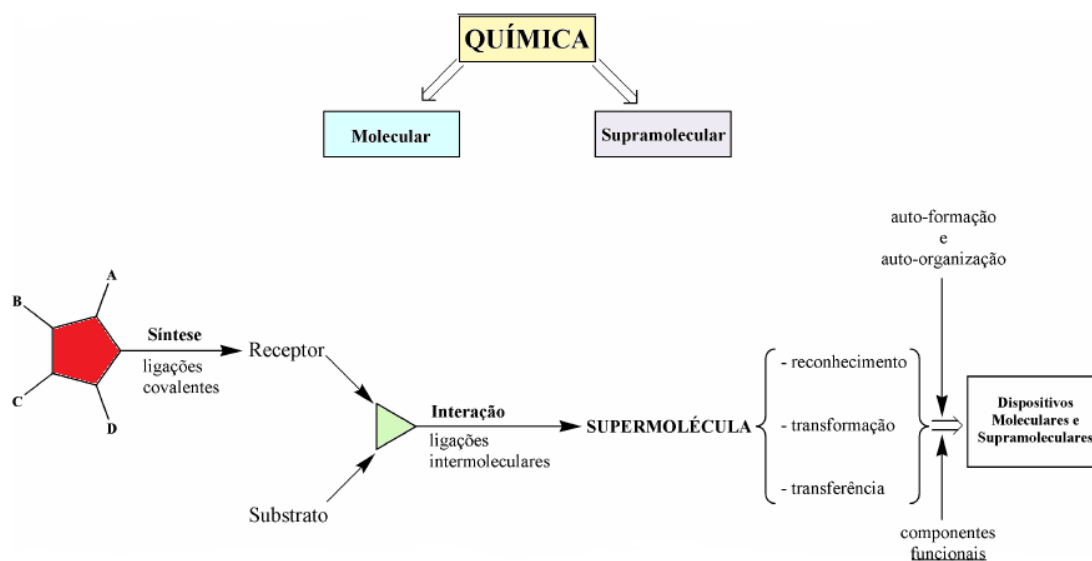 QUÍMICA
Molecular
Supramolecular
auto-formação
e
auto-organização
A
B
C
D
Síntese
ligações
covalentes
Receptor
Substrato
Interação
ligações
intermoleculares
SUPERMOLÉCULA
- reconhecimento
- transformação
- transferência
Dispositivos
Moleculares e
Supramoleculares
componentes
funcionais